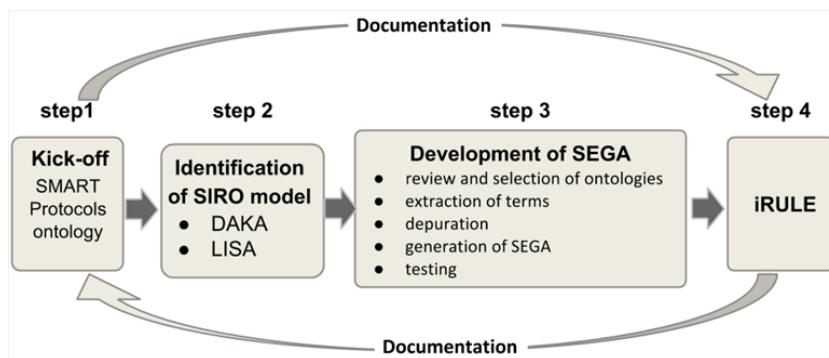 Documentation
step1
Kick-off
SMART
Protocols
ontology
step 2
Identification
of SIRO model
● DAKA
● LISA
step 3
Development of SEGA
● review and selection of ontologies
● extraction of terms
● depuration
● generation of SEGA
● testing
step 4
iRULE
Documentation